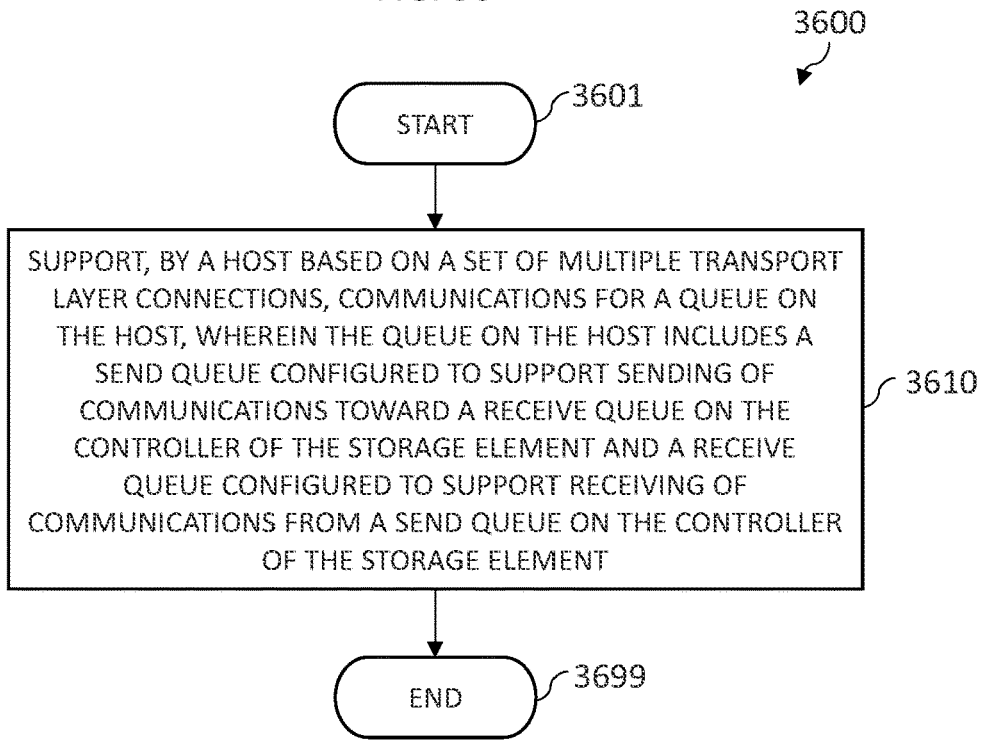 3600
START
3601
SUPPORT, BY A HOST BASED ON A SET OF MULTIPLE TRANSPORT
LAYER CONNECTIONS, COMMUNICATIONS FOR A QUEUE ON
THE HOST, WHEREIN THE QUEUE ON THE HOST INCLUDES A
SEND QUEUE CONFIGURED TO SUPPORT SENDING OF
COMMUNICATIONS TOWARD A RECEIVE QUEUE ON THE
CONTROLLER OF THE STORAGE ELEMENT AND A RECEIVE
QUEUE CONFIGURED TO SUPPORT RECEIVING OF
COMMUNICATIONS FROM A SEND QUEUE ON THE CONTROLLER
OF THE STORAGE ELEMENT
3610
END
3699